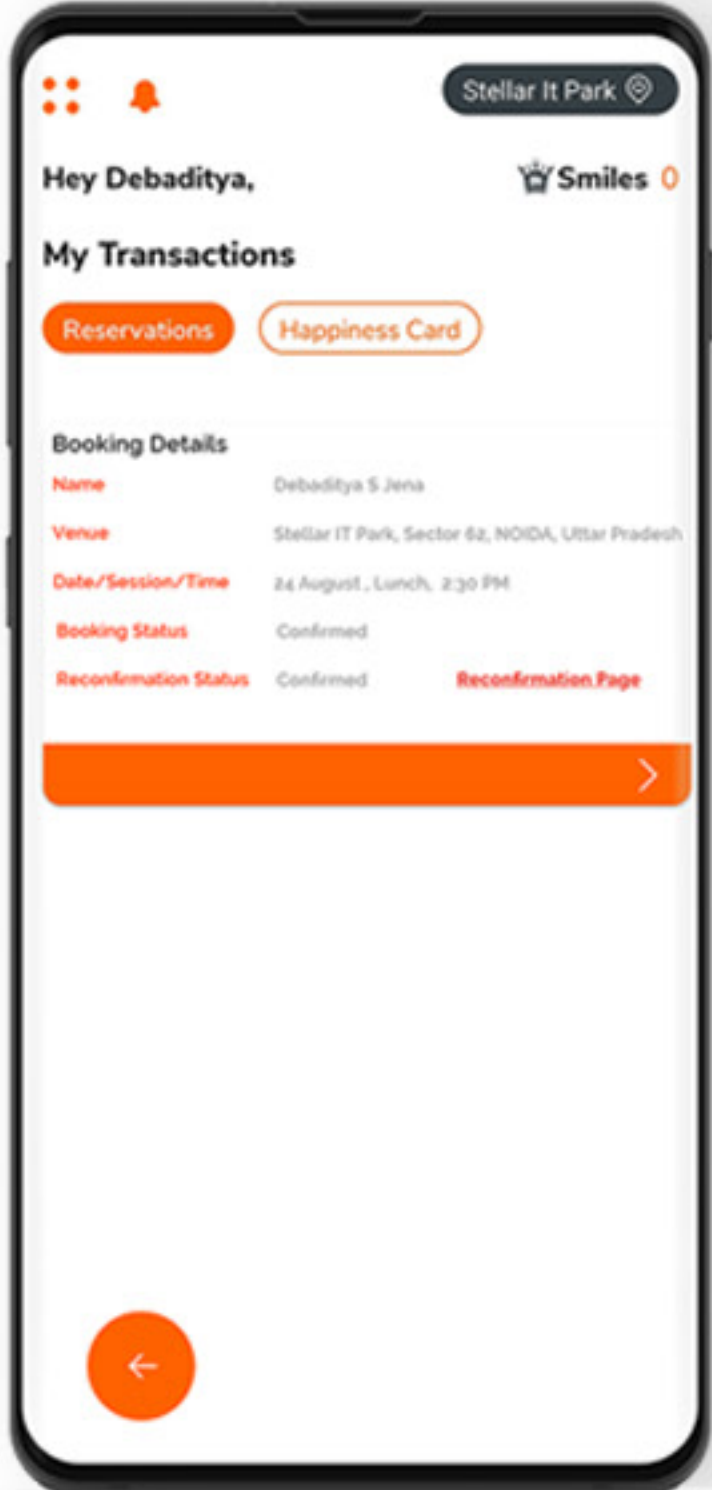 Stellar It Park
Hey Debaditya,
Smiles 0
My Transactions
Reservations
Happiness Card
Booking Details
Name Debaditya S Jena
Venue Stellar IT Park, Sector 62, NOIDA, Uttar Pradesh
Date/Session/Time 24 August , Lunch, 2:30 PM
Booking Status Confirmed
Reconfirmation Status Confirmed Reconfirmation Page